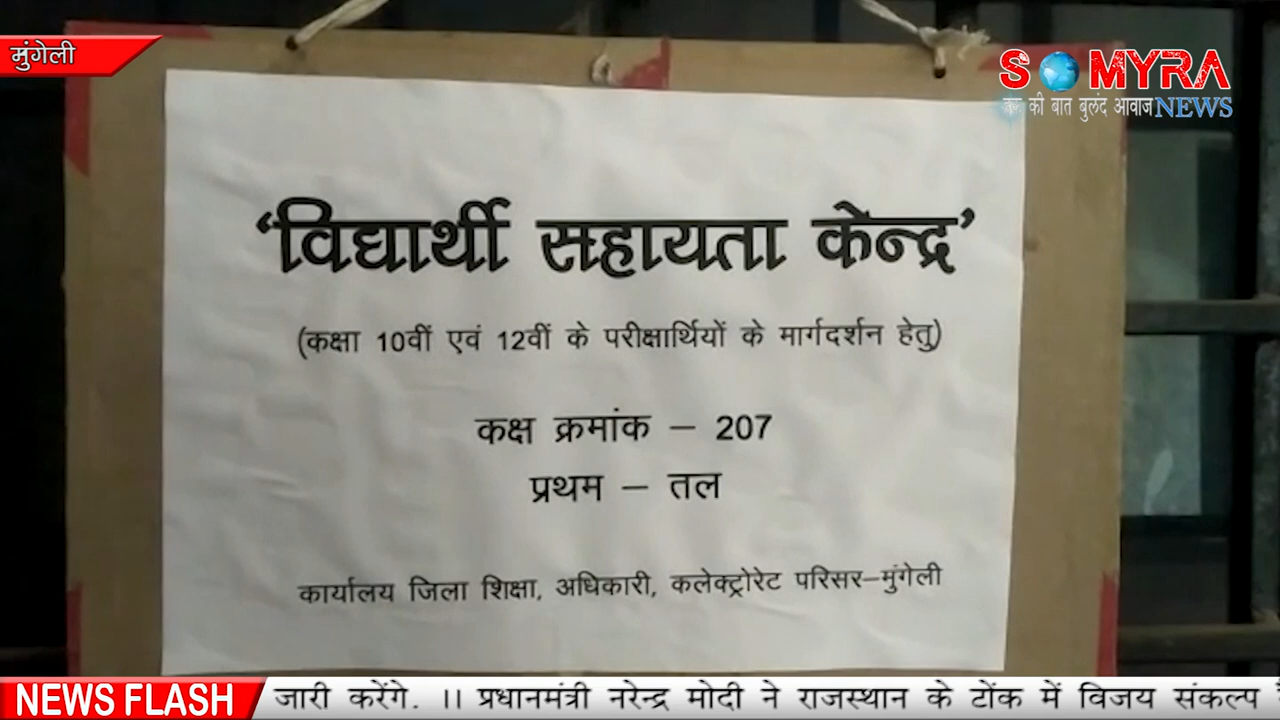 मुंगेली
SOMYRA
की बात बुलंद आवाज NEWS
‘विद्यार्थी सहायता केन्द्र’
(कक्षा 10वीं एवं 12वीं के परीक्षार्थियों के मार्गदर्शन हेतु)
कक्ष क्रमांक – 207
प्रथम – तल
कार्यालय जिला शिक्षा, अधिकारी, कलेक्ट्रोरेट परिसर–मुंगेली
NEWS FLASH जारी करेंगे. ।। प्रधानमंत्री नरेन्द्र मोदी ने राजस्थान के टोंक में विजय संकल्प